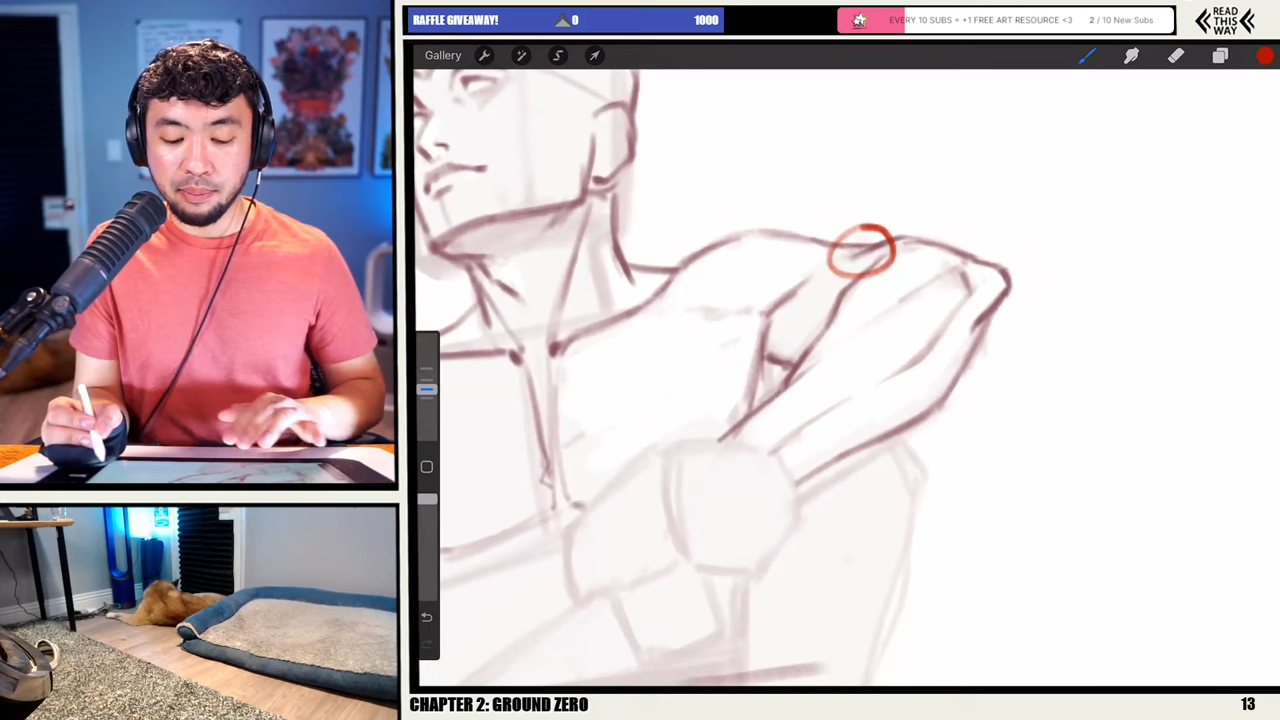 RAFFLE GIVEAWAY! 0 1000
EVERY 10 SUBS = +1 FREE ART RESOURCE <3 2 / 10 New Subs
READ
THIS
WAY
Gallery
CHAPTER 2: GROUND ZERO
13